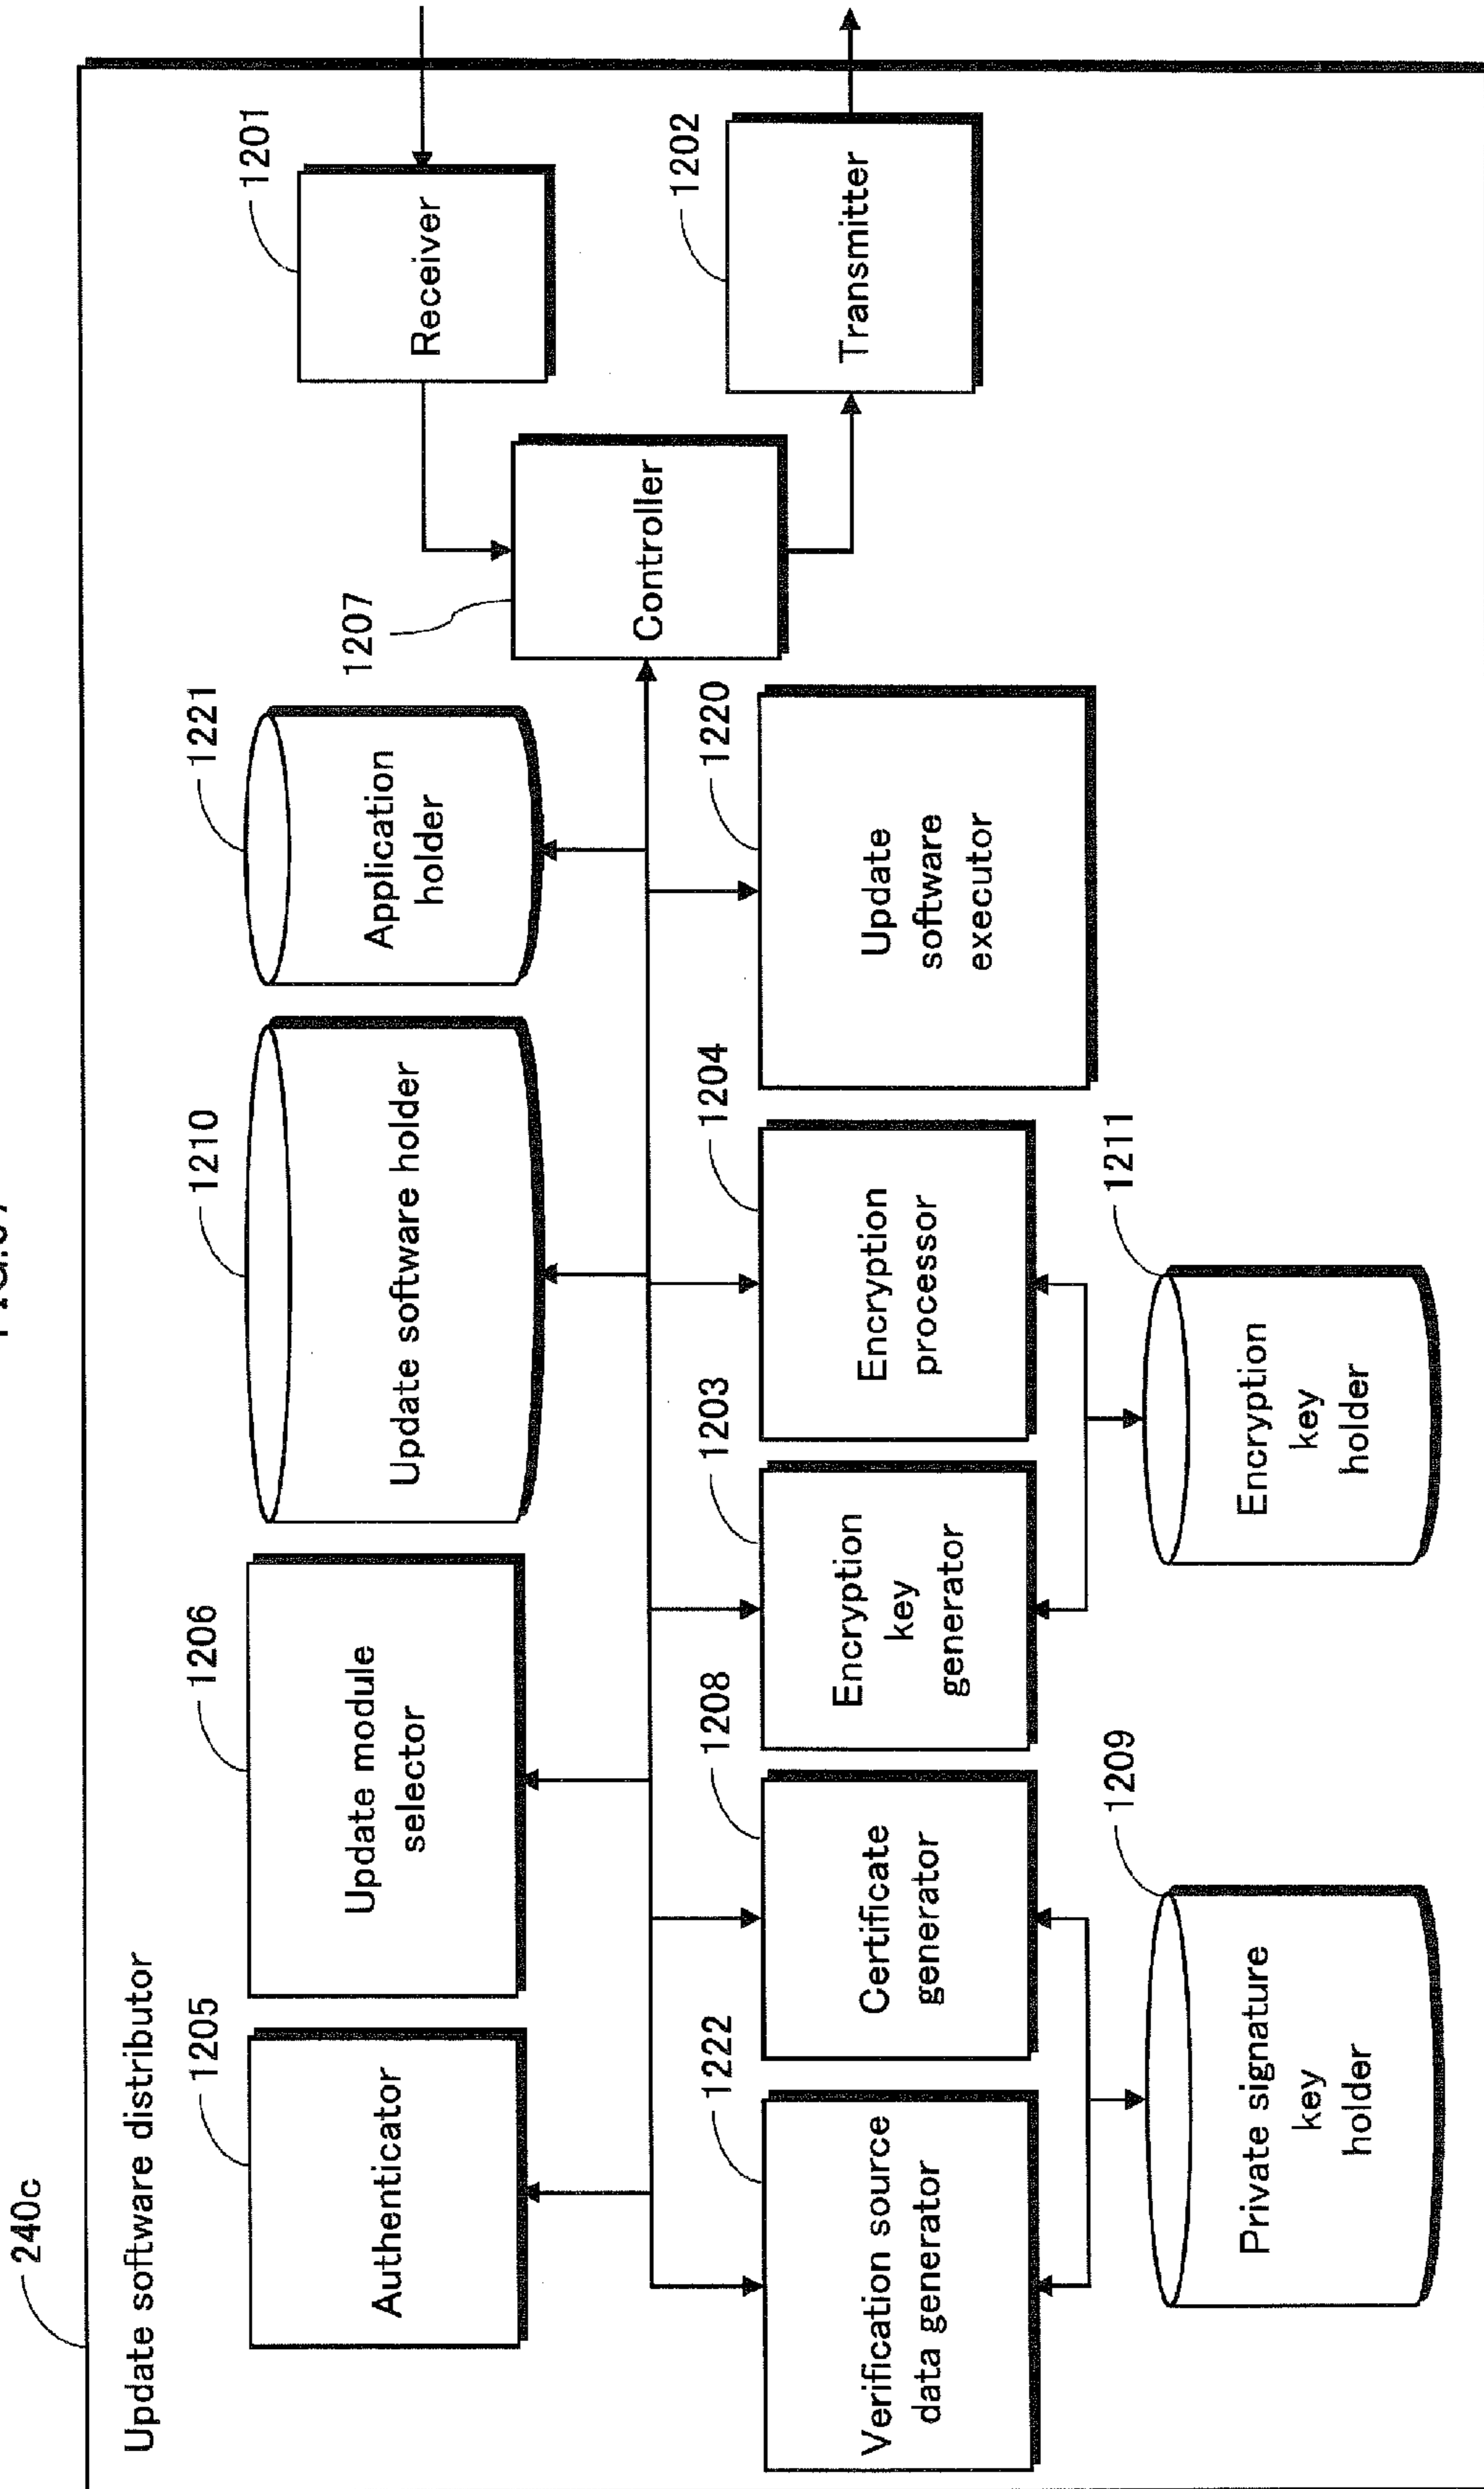 240c
Update software distributor
1205
Authenticator
1206
Update module
selector
1210
Update software holder
1221
Application
holder
1207
Controller
1201
Receiver
1202
Transmitter
1222
Verification source
data generator
1208
Certificate
generator
1203
Encryption
key
generator
1204
Encryption
processor
1220
Update
software
executor
1209
Private signature
key
holder
1211
Encryption
key
holder